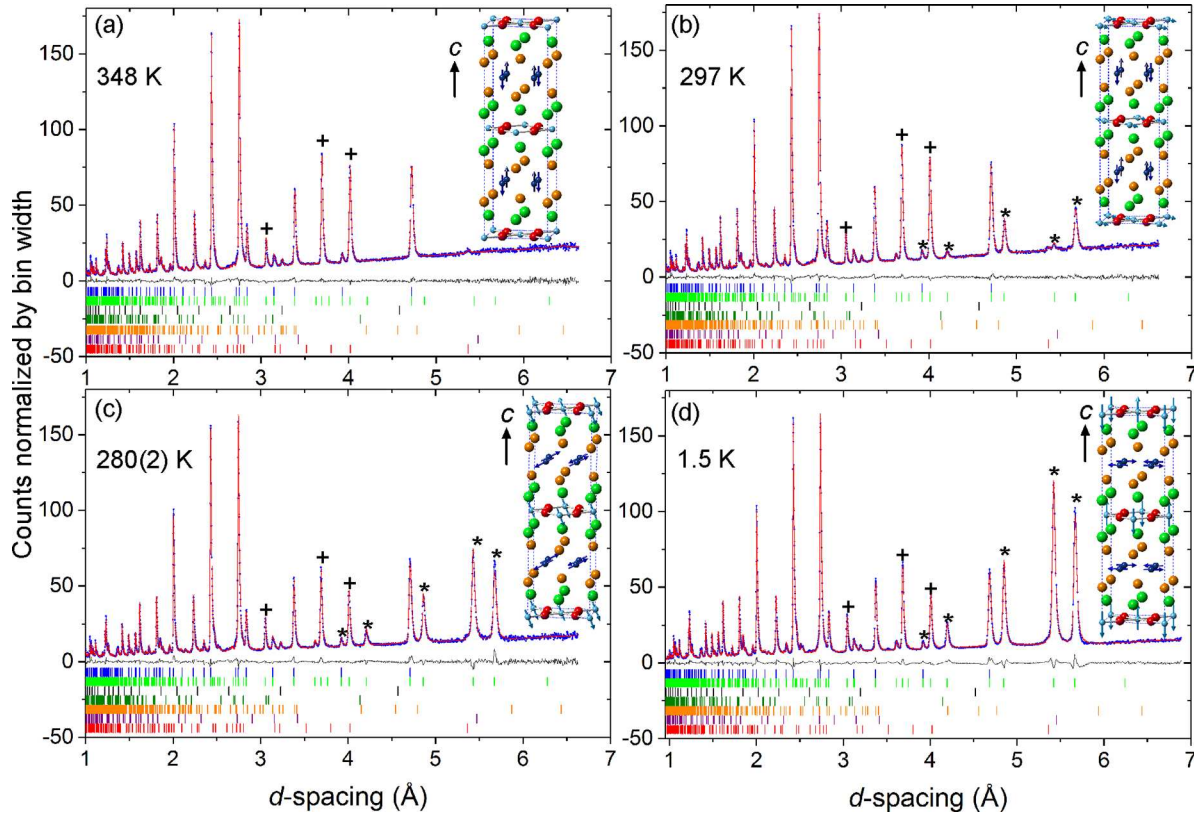 Counts normalized by bin width
(a)
348 K
c
+ + +
150
100
50
0
-50
1 2 3 4 5 6 7
(b)
297 K
c
+ + +
* * * * *
150
100
50
0
-50
1 2 3 4 5 6 7
(c)
280(2) K
c
+ + +
* * * * *
150
100
50
0
-50
1 2 3 4 5 6 7
d-spacing (Å)
(d)
1.5 K
c
+ + +
* * * * *
150
100
50
0
-50
1 2 3 4 5 6 7
d-spacing (Å)